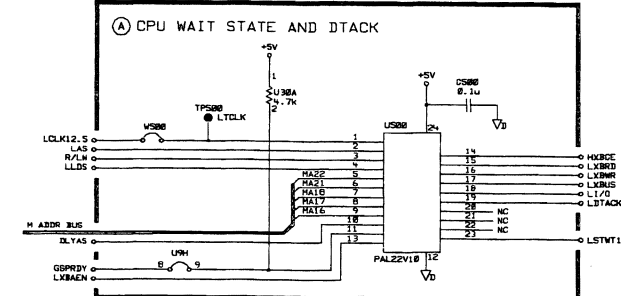 A CPU WAIT STATE AND DTACK
+5V
1
U30A
4.7k
2
+5V
C500
0.1u
D
TP500
LTCLK
W500
U500
24
LCLK12.5
1
LAS
2
R/LW
3
LLDS
4
MA22 5
MA21 6
MA18 7
MA17 8
MA16 9
10
11
13
M ADDR BUS
DLYAS
U9H
8 9
GSPRDY
LXBAEN
14 HXBCE
15 LXBRD
16 LXBWR
17 LXBUS
18 LI/O
19 LDTACK
20 NC
21 NC
22 NC
23 LSTWT1
PAL22V10
12
D